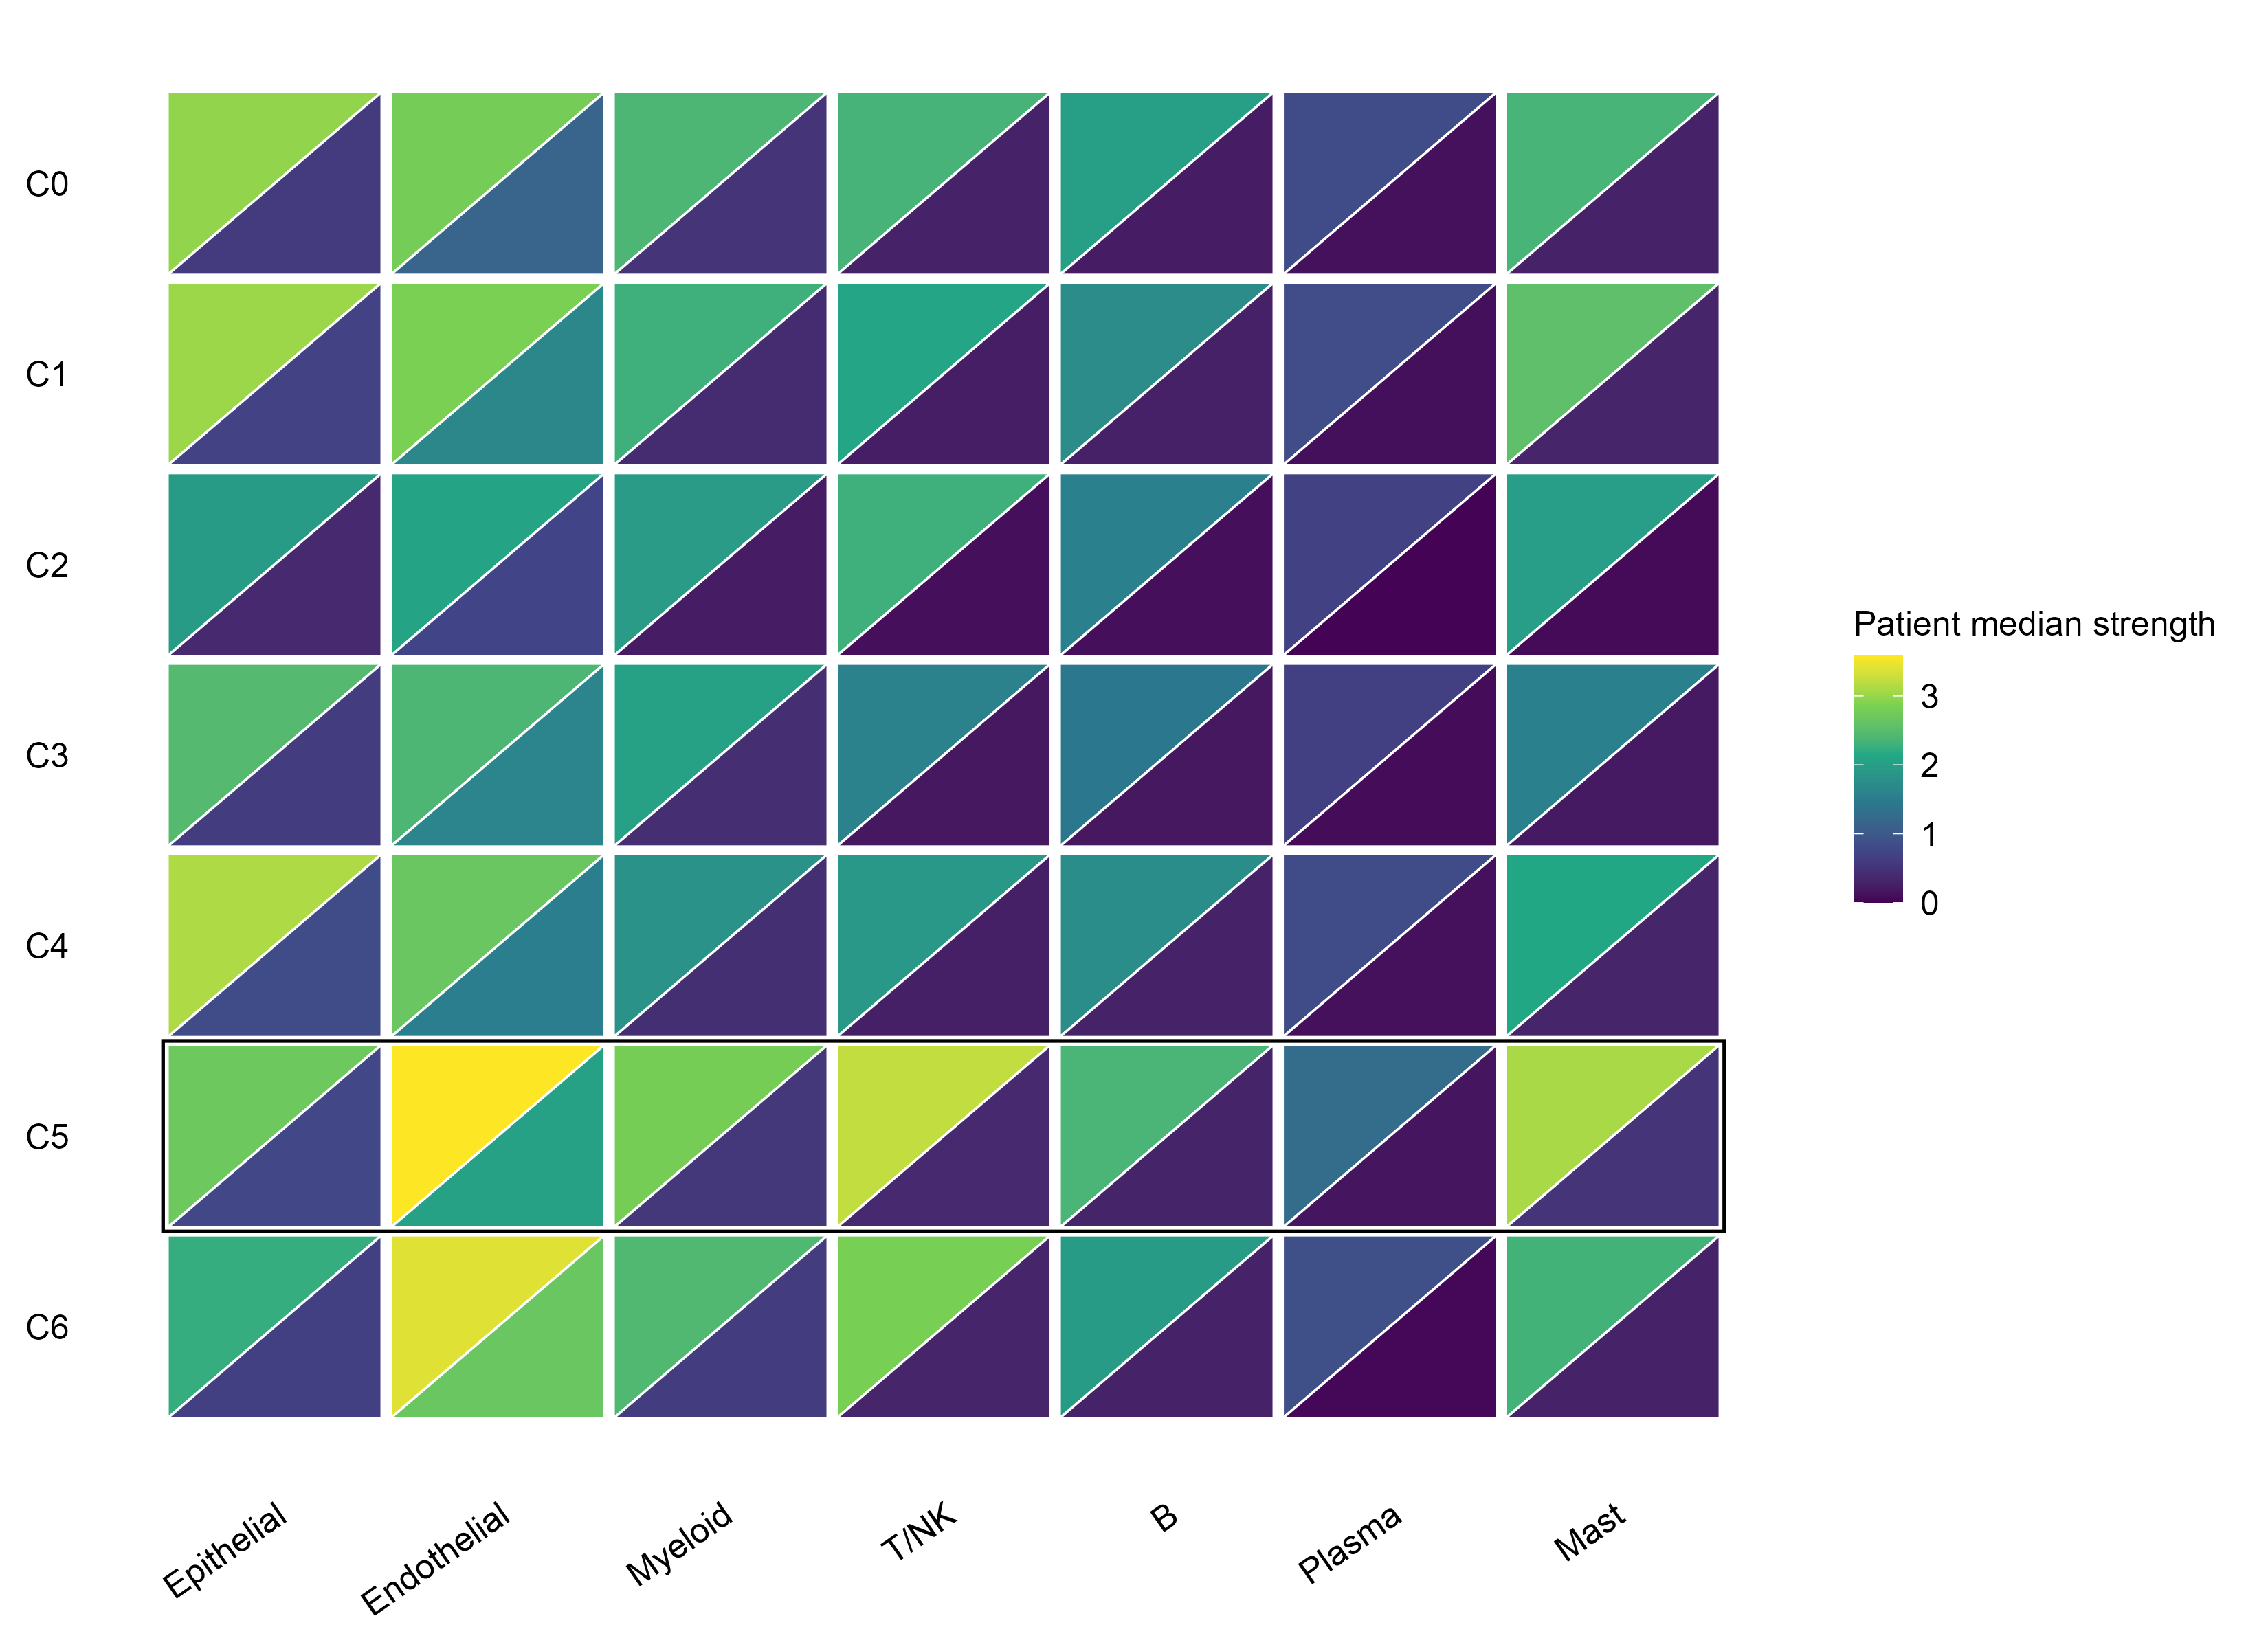 C0
C1
C2
C3
C4
C5
C6
Epithelial
Endothelial
Myeloid
T/NK
B
Plasma
Mast
Patient median strength
3
2
1
0